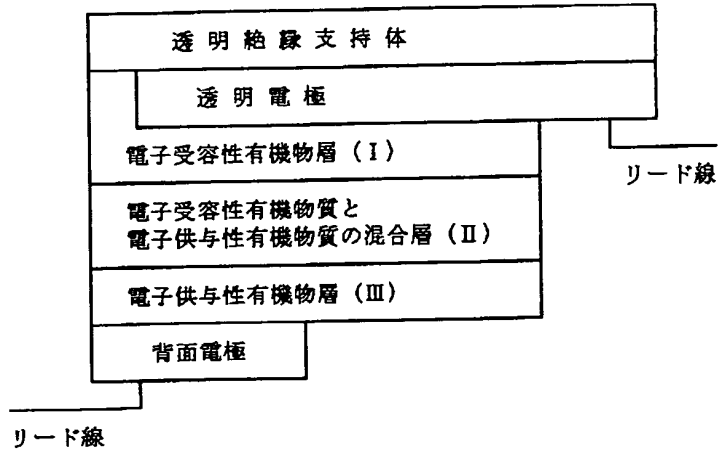 透明絶縁支持体
透明電極
電子受容性有機物層（Ⅰ）
リード線
電子受容性有機物質と
電子供与性有機物質の混合層（Ⅱ）
電子供与性有機物層（Ⅲ）
背面電極
リード線